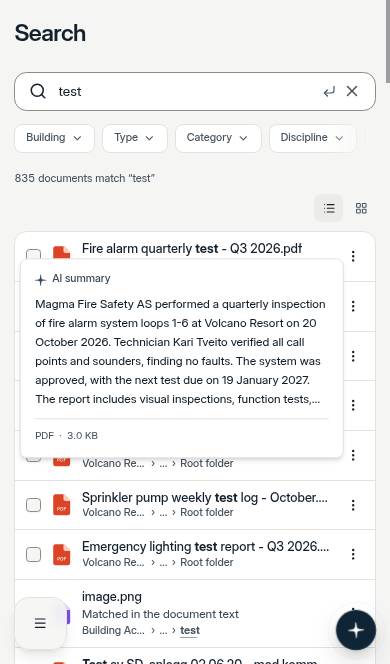 Search
test
Building
Type
Category
Discipline
835 documents match “test”
Fire alarm quarterly test - Q3 2026.pdf
AI summary
Magma Fire Safety AS performed a quarterly inspection
of fire alarm system loops 1-6 at Volcano Resort on 20
October 2026. Technician Kari Tveito verified all call
points and sounders, finding no faults. The system was
approved, with the next test due on 19 January 2027.
The report includes visual inspections, function tests,...
PDF · 3.0 KB
PDF
Volcano Re... › ... › Root folder
Sprinkler pump weekly test log - October....
PDF
Volcano Re... › ... › Root folder
Emergency lighting test report - Q3 2026....
PDF
Volcano Re... › ... › Root folder
image.png
Matched in the document text
Building Ac... › ... › test